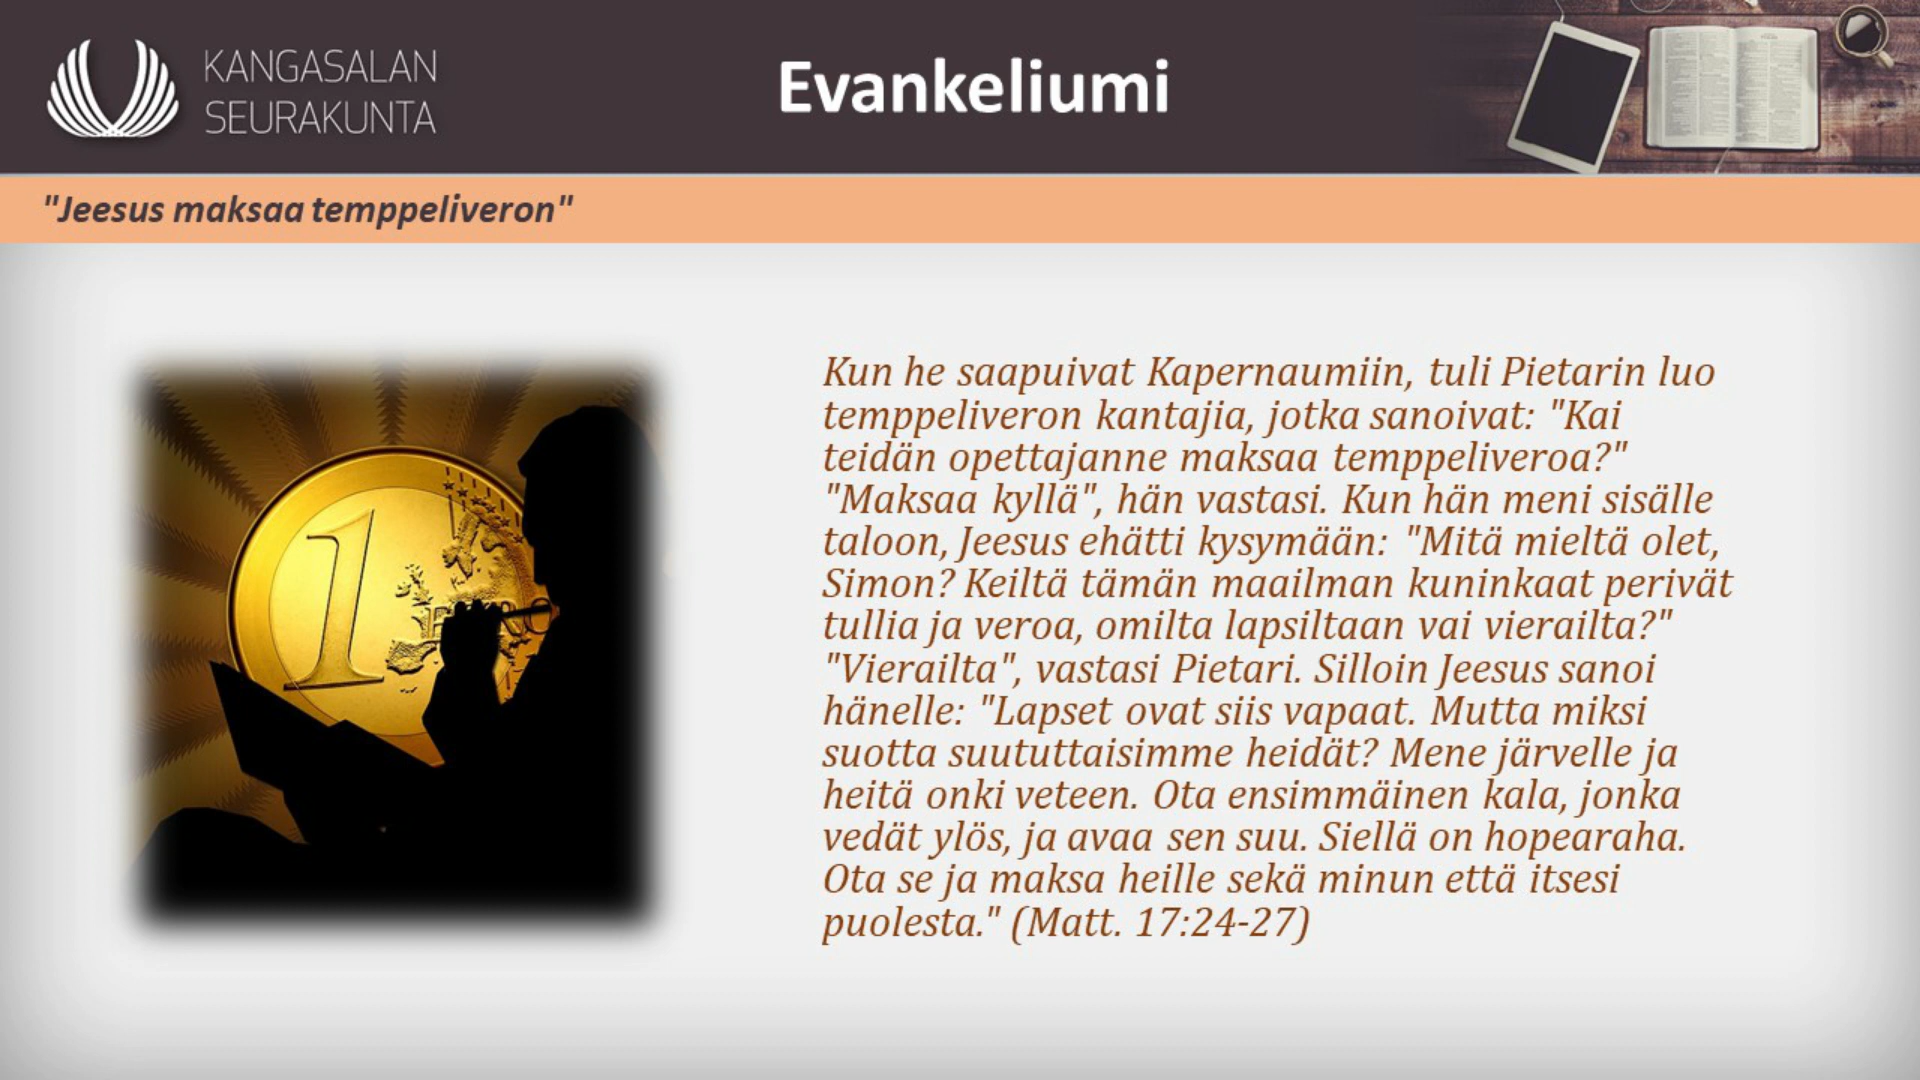 KANGASALAN
SEURAKUNTA
Evankeliumi
"Jeesus maksaa temppeliveron"
1
EURO
Kun he saapuivat Kapernaumiin, tuli Pietarin luo
temppeliveron kantajia, jotka sanoivat: "Kai
teidän opettajanne maksaa temppeliveroa?"
"Maksaa kyllä", hän vastasi. Kun hän meni sisälle
taloon, Jeesus ehätti kysymään: "Mitä mieltä olet,
Simon? Keiltä tämän maailman kuninkaat perivät
tullia ja veroa, omilta lapsiltaan vai vierailta?"
"Vierailta", vastasi Pietari. Silloin Jeesus sanoi
hänelle: "Lapset ovat siis vapaat. Mutta miksi
suotta suututtaisimme heidät? Mene järvelle ja
heitä onki veteen. Ota ensimmäinen kala, jonka
vedät ylös, ja avaa sen suu. Siellä on hopearaha.
Ota se ja maksa heille sekä minun että itsesi
puolesta." (Matt. 17:24-27)